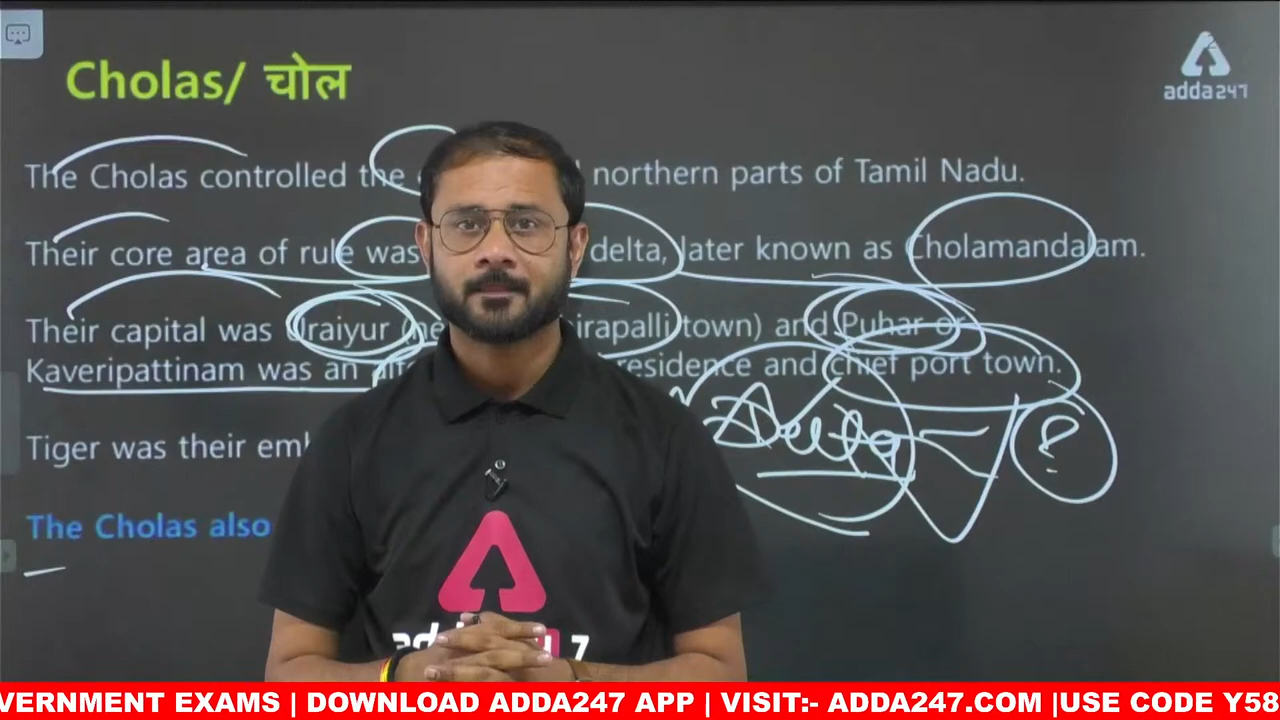 Cholas/ चोल
adda247
The Cholas controlled the northern parts of Tamil Nadu.
Their core area of rule was delta, later known as Cholamandalam.
Their capital was Uraiyur irapalli town) and Puhar or
Kaveripattinam was an residence and chief port town.
Tiger was their emb
?
The Cholas also
VERNMENT EXAMS | DOWNLOAD ADDA247 APP | VISIT:- ADDA247.COM |USE CODE Y58